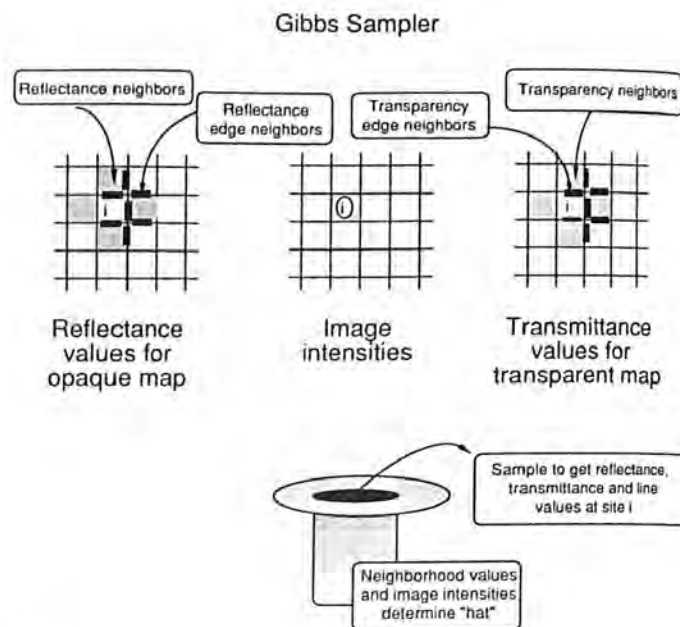 Gibbs Sampler
Reflectance neighbors
Reflectance
edge neighbors
Transparency
edge neighbors
Transparency neighbors
i
i
i
Reflectance
values for
opaque map
Image
intensities
Transmittance
values for
transparent map
Sample to get reflectance,
transmittance and line
values at site i
Neighborhood values
and image intensities
determine "hat"